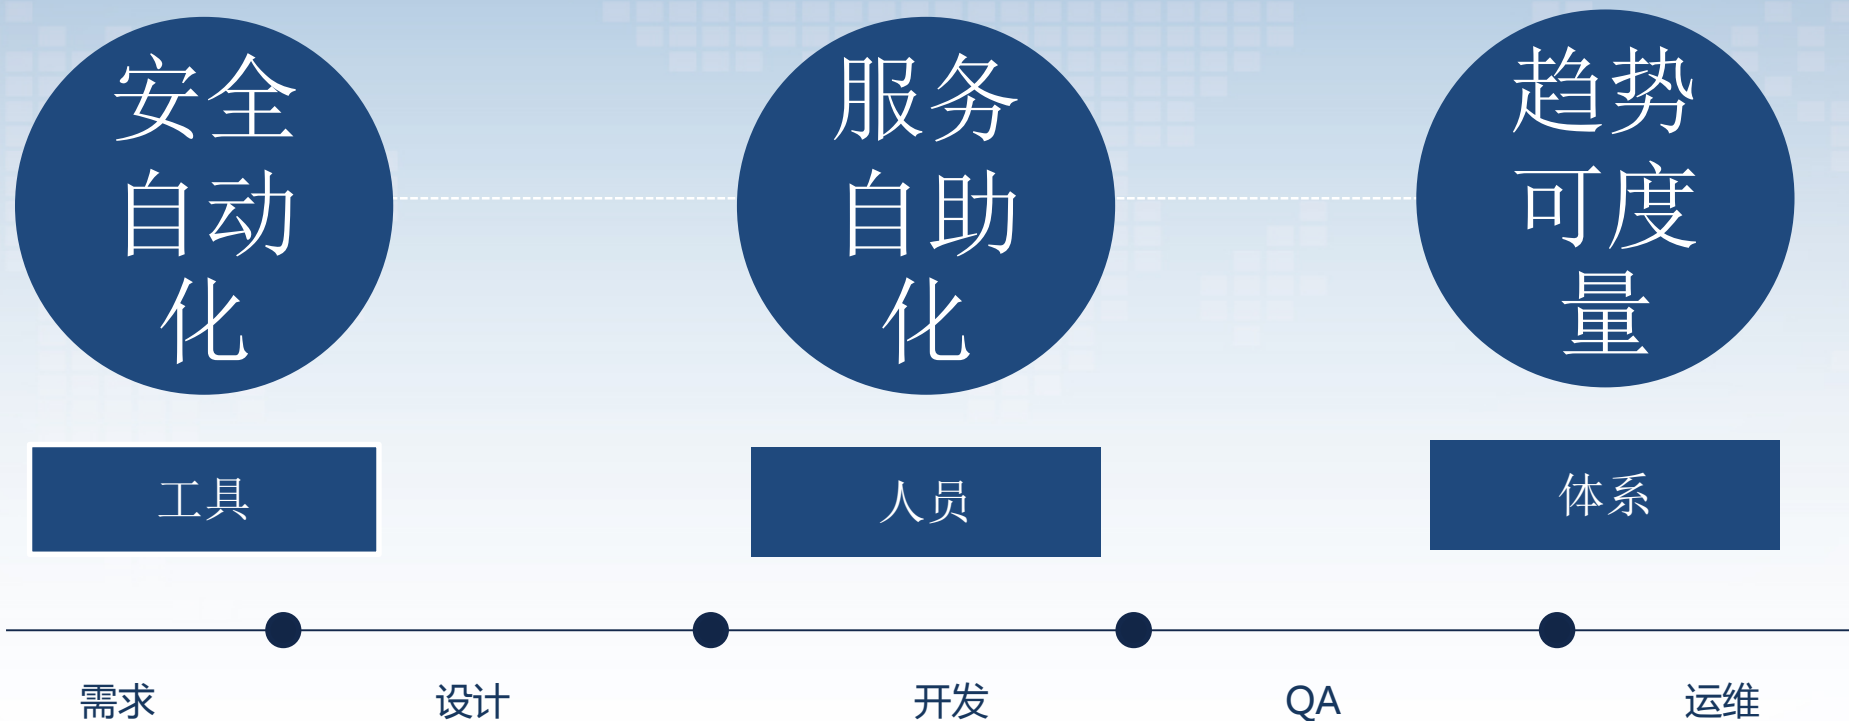 安全
自动
化
服务
自助
化
趋势
可度
量
工具
人员
体系
需求
设计
开发
QA
运维